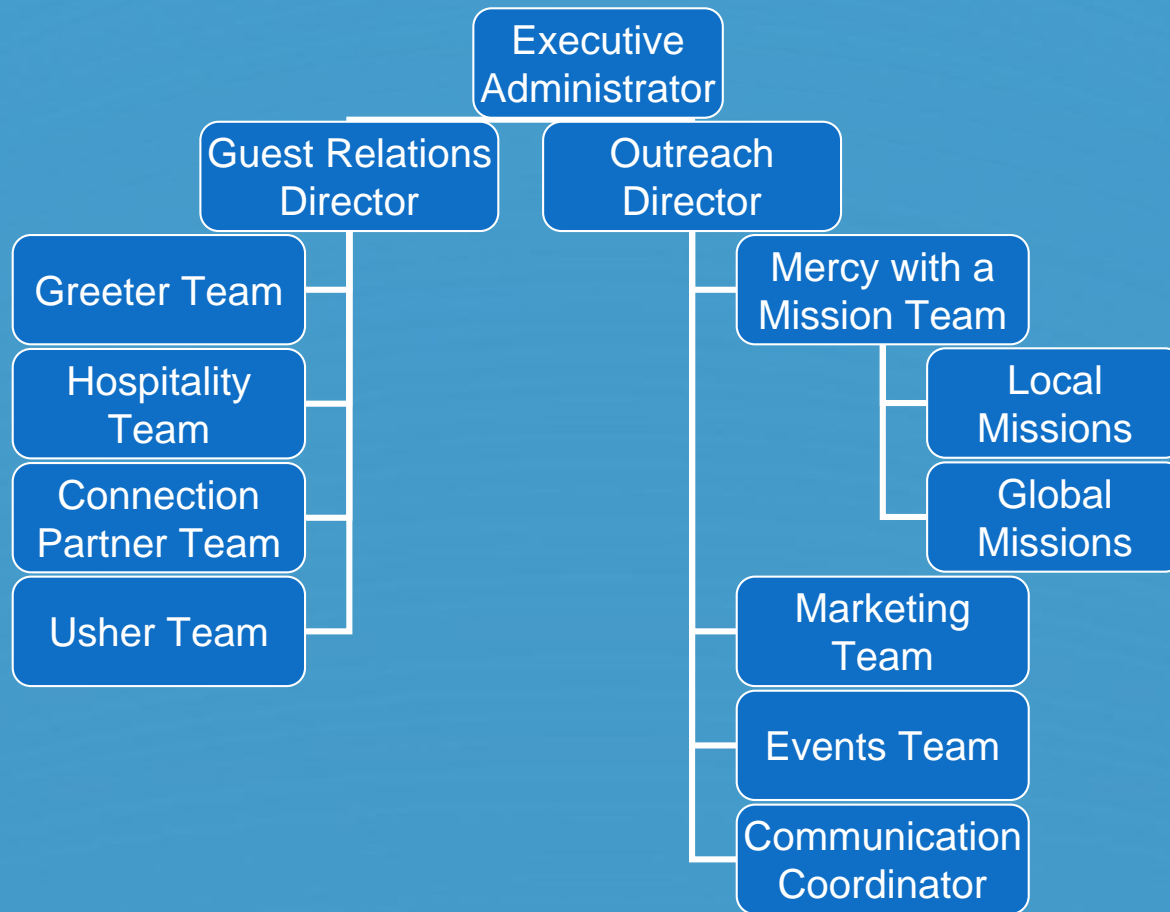 Executive
Administrator
Guest Relations
Director
Outreach
Director
Greeter Team
Hospitality
Team
Connection
Partner Team
Usher Team
Mercy with a
Mission Team
Local
Missions
Global
Missions
Marketing
Team
Events Team
Communication
Coordinator